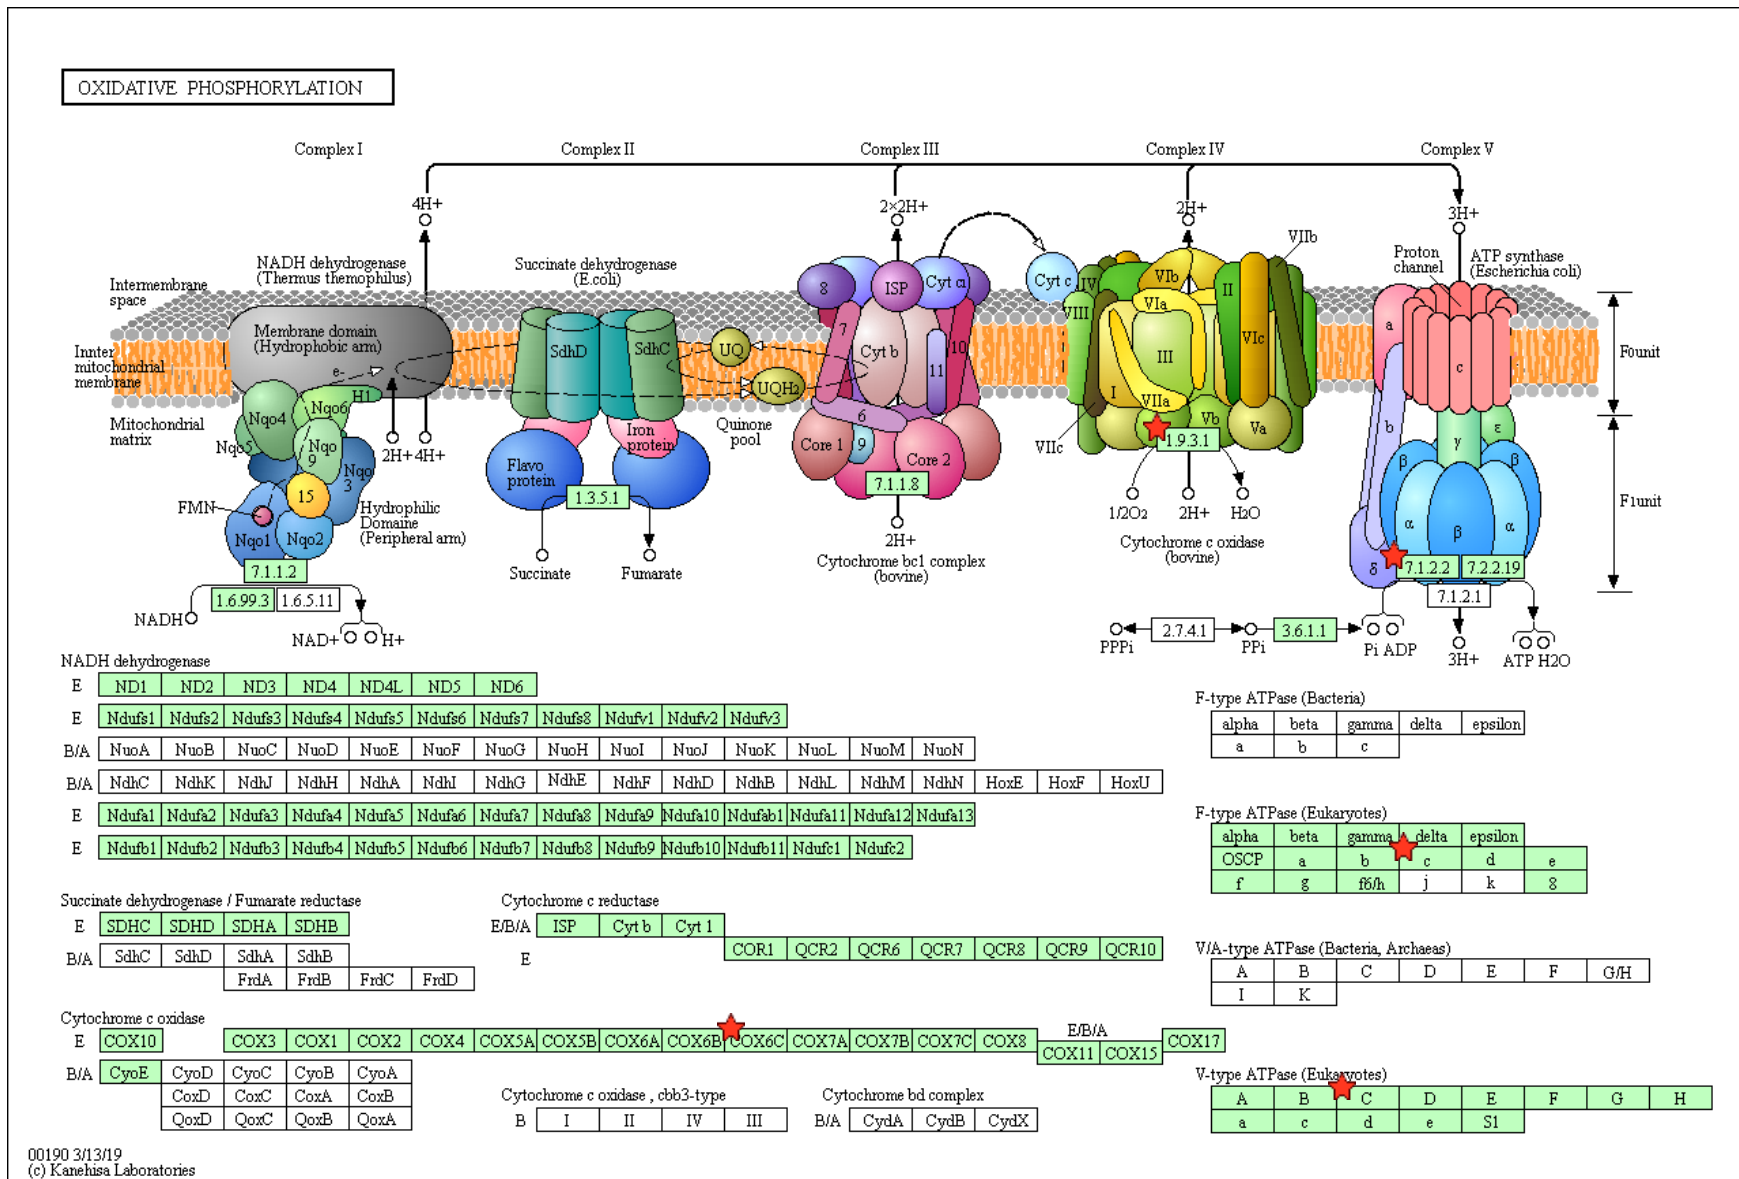 OXIDATIVE PHOSPHORYLATION
Complex I
Complex II
Complex III
Complex IV
Complex V
4H+
2×2H+
2H+
3H+
NADH dehydrogenase
(Thermus themophilus)
Succinate dehydrogenase
(E.coli)
Intermembrane
space
Innter
mitochondrial
membrane
Mitochondrial
matrix
Membrane domain
(Hydrophobic arm)
e-
H1
Nqo6
Nqo4
Nqo5
Nqo
9
Nqo
3
15
FMN
Nqo1
Nqo2
Hydrophilic
Domaine
(Peripheral arm)
2H+
4H+
7.1.1.2
1.6.99.3
1.6.5.11
NADH
NAD+
H+
SdhD
SdhC
Flavo
protein
Iron
protein
1.3.5.1
Succinate
Fumarate
UQ
UQH2
Quinone
pool
8
ISP
Cyt c1
7
Cyt b
10
11
6
Core 1
9
Core 2
7.1.1.8
2H+
Cytochrome bc1 complex
(bovine)
Cyt c
VIIb
IV
VIb
II
VIII
VIa
III
VIc
I
VIIa
VIIc
Vb
Va
1.9.3.1
1/2O2
2H+
H2O
Cytochrome c oxidase
(bovine)
Proton
channel
ATP synthase
(Escherichia coli)
a
c
b
γ
ε
β
β
α
β
α
δ
F0unit
F1unit
7.1.2.2
7.2.2.19
7.1.2.1
PPPi
2.7.4.1
PPi
3.6.1.1
Pi ADP
3H+
ATP H2O
NADH dehydrogenase
E ND1 ND2 ND3 ND4 ND4L ND5 ND6
E Ndufs1 Ndufs2 Ndufs3 Ndufs4 Ndufs5 Ndufs6 Ndufs7 Ndufs8 Ndufv1 Ndufv2 Ndufv3
B/A NuoA NuoB NuoC NuoD NuoE NuoF NuoG NuoH NuoI NuoJ NuoK NuoL NuoM NuoN
B/A NdhC NdhK NdhJ NdhH NdhA NdhI NdhG NdhE NdhF NdhD NdhB NdhL NdhM NdhN HoxE HoxF HoxU
E Ndufa1 Ndufa2 Ndufa3 Ndufa4 Ndufa5 Ndufa6 Ndufa7 Ndufa8 Ndufa9 Ndufa10 Ndufab1 Ndufa11 Ndufa12 Ndufa13
E Ndufb1 Ndufb2 Ndufb3 Ndufb4 Ndufb5 Ndufb6 Ndufb7 Ndufb8 Ndufb9 Ndufb10 Ndufb11 Ndufc1 Ndufc2
Succinate dehydrogenase / Fumarate reductase
E SDHC SDHD SDHA SDHB
B/A SdhC SdhD SdhA SdhB
FrdA FrdB FrdC FrdD
Cytochrome c reductase
E/B/A ISP Cyt b Cyt 1
E COR1 QCR2 QCR6 QCR7 QCR8 QCR9 QCR10
Cytochrome c oxidase
E COX10 COX3 COX1 COX2 COX4 COX5A COX5B COX6A COX6B COX6C COX7A COX7B COX7C COX8
E/B/A
COX11 COX15
COX17
B/A CyoE CyoD CyoC CyoB CyoA
CoxD CoxC CoxA CoxB
QoxD QoxC QoxB QoxA
Cytochrome c oxidase , cbb3-type
B I II IV III
Cytochrome bd complex
B/A CydA CydB CydX
F-type ATPase (Bacteria)
alpha beta gamma delta epsilon
a b c
F-type ATPase (Eukaryotes)
alpha beta gamma delta epsilon
OSCP a b c d e
f g f6/h j k 8
V/A-type ATPase (Bacteria, Archaeas)
A B C D E F G/H
I K
V-type ATPase (Eukaryotes)
A B C D E F G H
a c d e S1
00190 3/13/19
(c) Kanehisa Laboratories